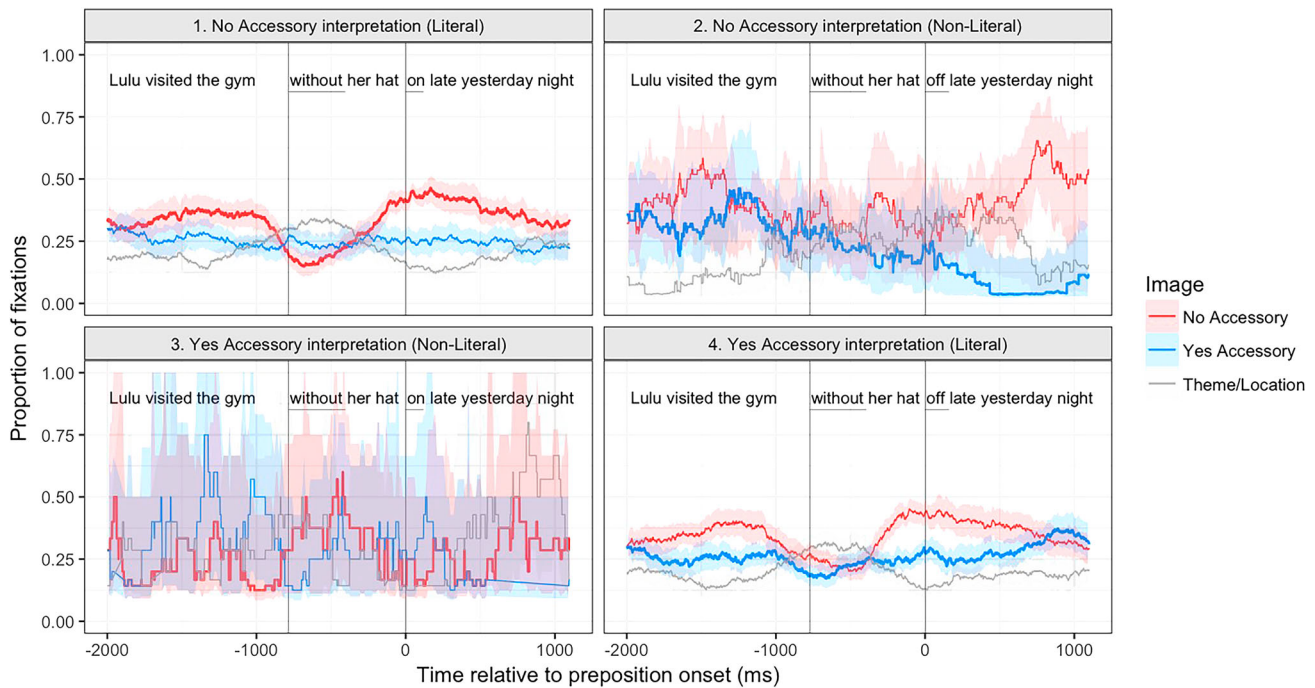 1. No Accessory interpretation (Literal)
2. No Accessory interpretation (Non-Literal)
1.00
0.75
0.50
0.25
0.00
Lulu visited the gym without her hat on late yesterday night
Lulu visited the gym without her hat off late yesterday night
3. Yes Accessory interpretation (Non-Literal)
4. Yes Accessory interpretation (Literal)
1.00
0.75
0.50
0.25
0.00
Lulu visited the gym without her hat on late yesterday night
Lulu visited the gym without her hat off late yesterday night
-2000 -1000 0 1000
-2000 -1000 0 1000
Time relative to preposition onset (ms)
Proportion of fixations
Image
No Accessory
Yes Accessory
Theme/Location